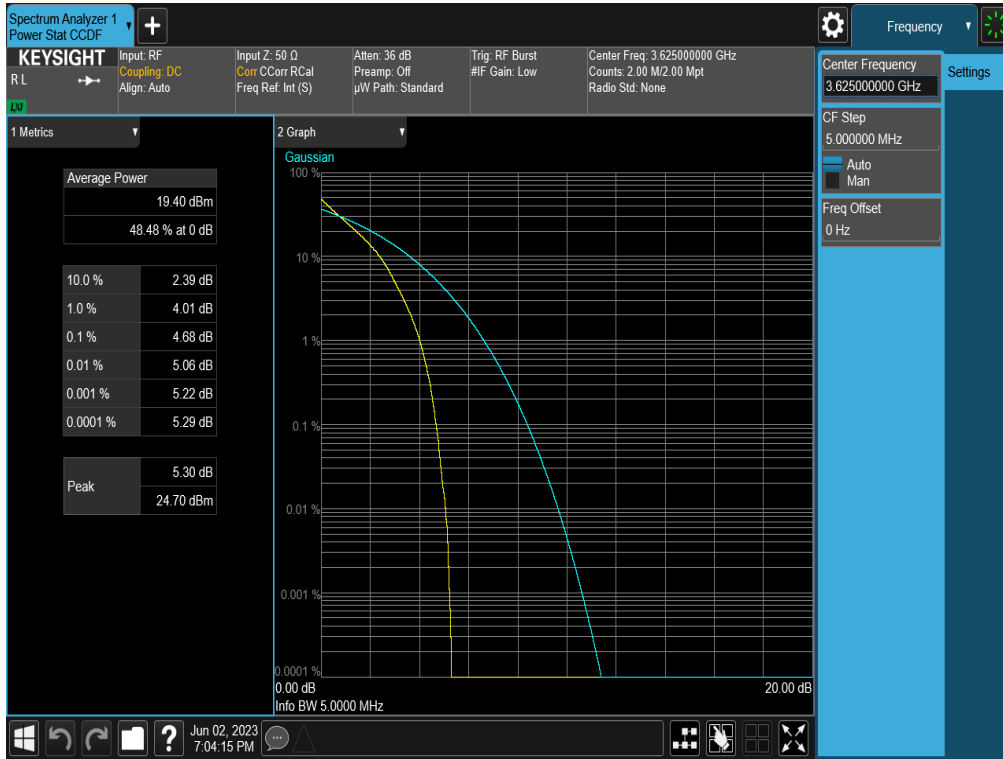 Spectrum Analyzer 1
Power Stat CCDF
Frequency
KEYSIGHT
R L
LXI
Input: RF
Coupling: DC
Align: Auto
Input Z: 50 Ω
Corr CCorr RCal
Freq Ref: Int (S)
Atten: 36 dB
Preamp: Off
µW Path: Standard
Trig: RF Burst
#IF Gain: Low
Center Freq: 3.625000000 GHz
Counts: 2.00 M/2.00 Mpt
Radio Std: None
Center Frequency
3.625000000 GHz
Settings
CF Step
5.000000 MHz
Auto
Man
Freq Offset
0 Hz
1 Metrics
Average Power
19.40 dBm
48.48 % at 0 dB
10.0 % 2.39 dB
1.0 % 4.01 dB
0.1 % 4.68 dB
0.01 % 5.06 dB
0.001 % 5.22 dB
0.0001 % 5.29 dB
Peak
5.30 dB
24.70 dBm
2 Graph
Gaussian
100 %
10 %
1 %
0.1 %
0.01 %
0.001 %
0.0001 %
0.00 dB 20.00 dB
Info BW 5.0000 MHz
?
Jun 02, 2023
7:04:15 PM